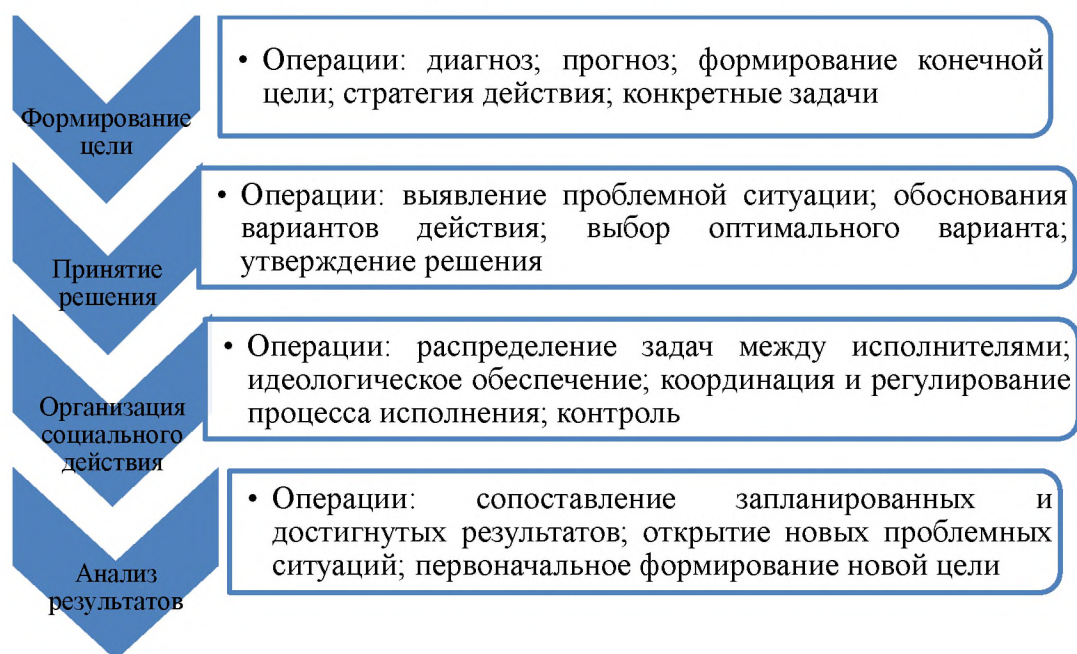 Формирование
цели
• Операции: диагноз; прогноз; формирование конечной
цели; стратегия действия; конкретные задачи
Принятие
решения
• Операции: выявление проблемной ситуации; обоснования
вариантов действия; выбор оптимального варианта;
утверждение решения
Организация
социального
действия
• Операции: распределение задач между исполнителями;
идеологическое обеспечение; координация и регулирование
процесса исполнения; контроль
Анализ
результатов
• Операции: сопоставление запланированных и
достигнутых результатов; открытие новых проблемных
ситуаций; первоначальное формирование новой цели